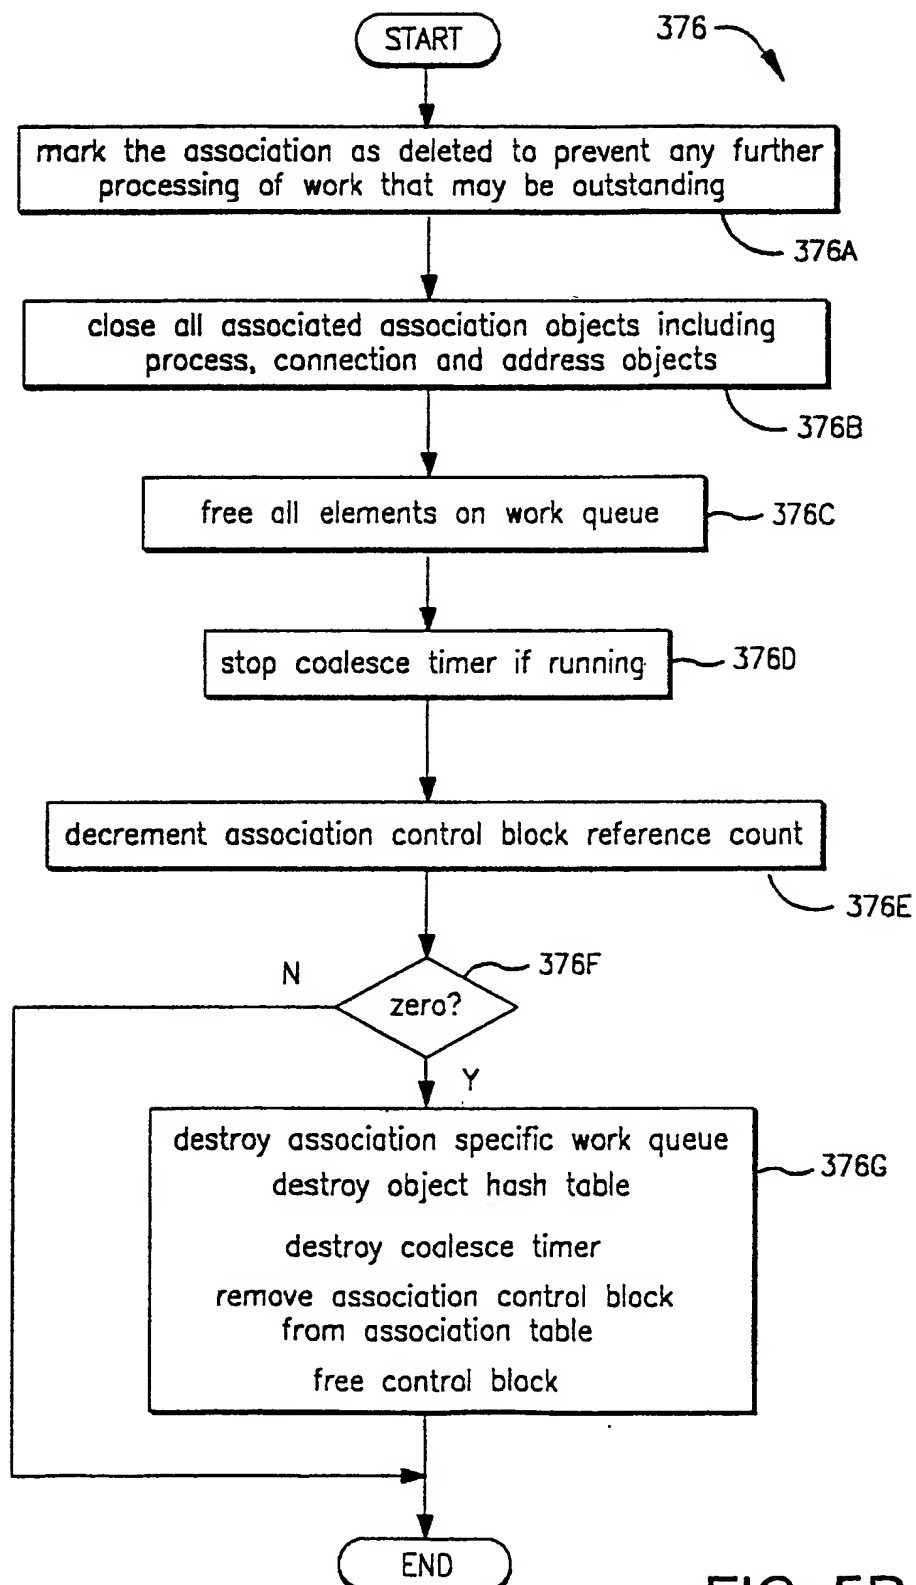 START
376
mark the association as deleted to prevent any further
processing of work that may be outstanding
376A
close all associated association objects including
process, connection and address objects
376B
free all elements on work queue
376C
stop coalesce timer if running
376D
decrement association control block reference count
376E
376F
N
zero?
Y
destroy association specific work queue
376G
destroy object hash table
destroy coalesce timer
remove association control block
from association table
free control block
END